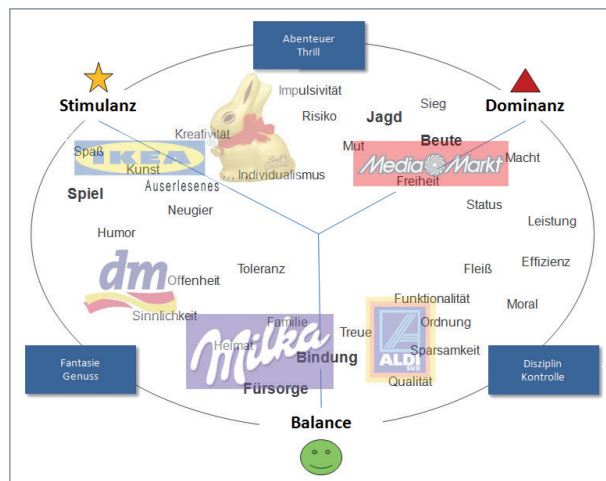 Abenteuer
Thrill
Stimulanz
Dominanz
Impulsivität
Risiko
Jagd
Sieg
Kreativität
Mut
Beute
Spaß
IKEA
Kunst
Auserlesenes
Individualismus
Media Markt
Macht
Freiheit
Spiel
Neugier
Status
Leistung
Humor
dm
Offenheit
Toleranz
Fleiß
Effizienz
Sinnlichkeit
Funktionalität
Moral
Familie
Treue
Ordnung
Heimat
Milka
Bindung
ALDI
SÜD
Sparsamkeit
Fürsorge
Qualität
Fantasie
Genuss
Disziplin
Kontrolle
Balance